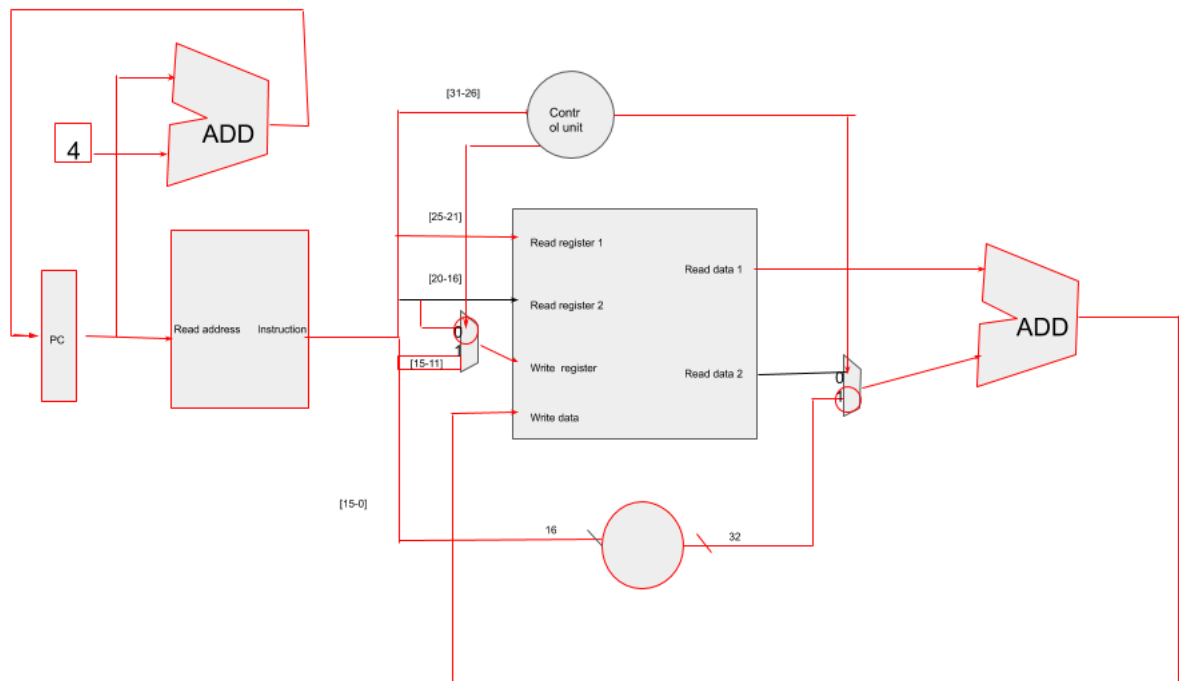 [31-26]
Contr
ol unit
ADD
4
[25-21]
Read register 1
Read data 1
[20-16]
Read register 2
ADD
PC
Read address
Instruction
0
1
[15-11]
Write register
Read data 2
0
1
Write data
[15-0]
16
32